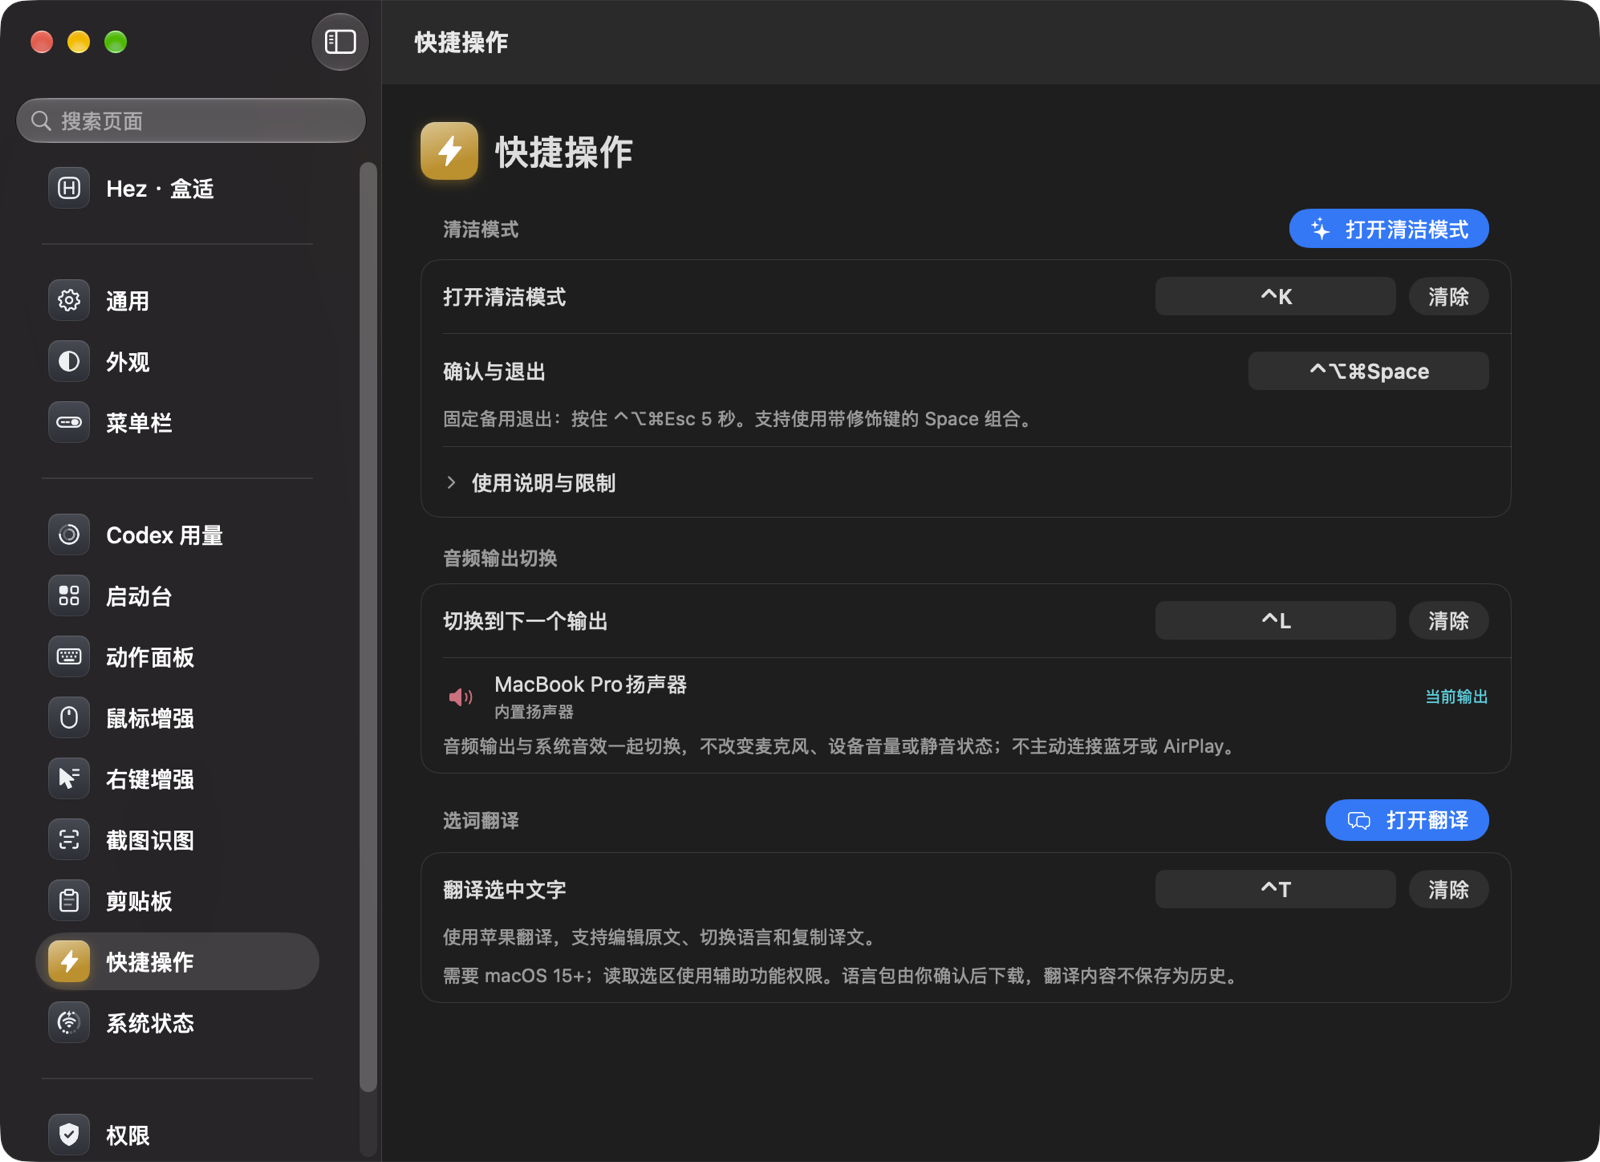 快捷操作
搜索页面
Hez · 盒适
通用
外观
菜单栏
Codex 用量
启动台
动作面板
鼠标增强
右键增强
截图识图
剪贴板
快捷操作
系统状态
权限
快捷操作
清洁模式
打开清洁模式
打开清洁模式
^K
清除
确认与退出
^⌥⌘Space
固定备用退出：按住 ^⌥⌘Esc 5 秒。支持使用带修饰键的 Space 组合。
使用说明与限制
音频输出切换
切换到下一个输出
^L
清除
MacBook Pro扬声器
内置扬声器
当前输出
音频输出与系统音效一起切换，不改变麦克风、设备音量或静音状态；不主动连接蓝牙或 AirPlay。
选词翻译
打开翻译
翻译选中文字
^T
清除
使用苹果翻译，支持编辑原文、切换语言和复制译文。
需要 macOS 15+；读取选区使用辅助功能权限。语言包由你确认后下载，翻译内容不保存为历史。